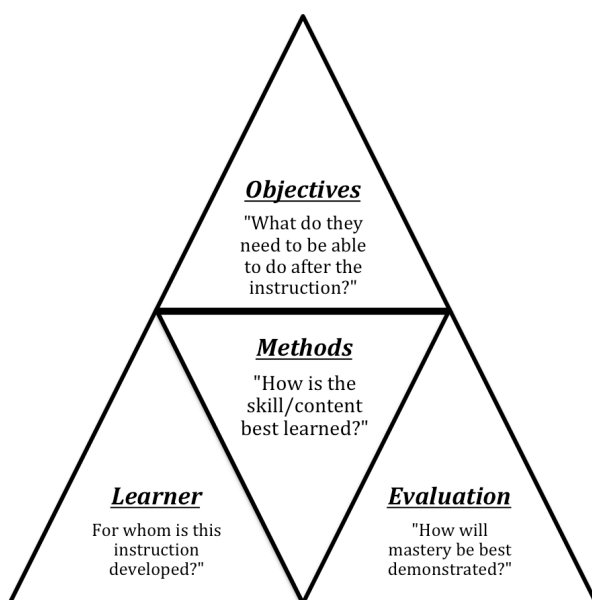 Objectives
"What do they
need to be able
to do after the
instruction?"
Methods
"How is the
skill/content
best learned?"
Learner
For whom is this
instruction
developed?"
Evaluation
"How will
mastery be best
demonstrated?"